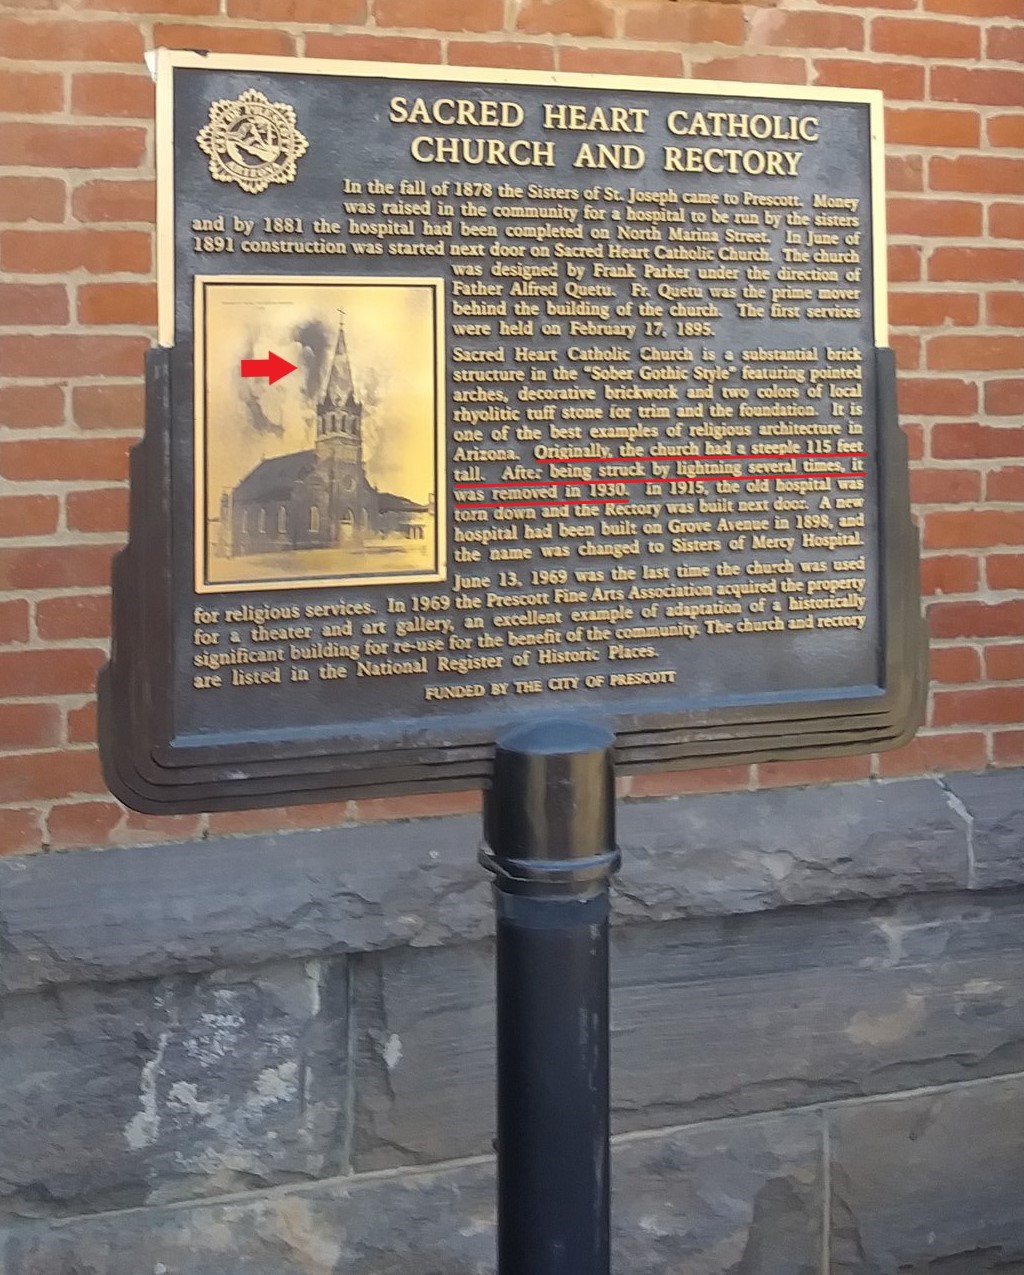 SACRED HEART CATHOLIC
CHURCH AND RECTORY
In the fall of 1878 the Sisters of St. Joseph came to Prescott. Money
was raised in the community for a hospital to be run by the sisters
and by 1881 the hospital had been completed on North Marina Street. In June of
1891 construction was started next door on Sacred Heart Catholic Church. The church
was designed by Frank Parker under the direction of
Father Alfred Quetu. Fr. Quetu was the prime mover
behind the building of the church. The first services
were held on February 17, 1895.
Sacred Heart Catholic Church is a substantial brick
structure in the "Sober Gothic Style" featuring pointed
arches, decorative brickwork and two colors of local
rhyolitic tuff stone for trim and the foundation. It is
one of the best examples of religious architecture in
Arizona. Originally, the church had a steeple 115 feet
tall. After being struck by lightning several times, it
was removed in 1930. In 1915, the old hospital was
torn down and the Rectory was built next door. A new
hospital had been built on Grove Avenue in 1898, and
the name was changed to Sisters of Mercy Hospital.
June 13, 1969 was the last time the church was used
for religious services. In 1969 the Prescott Fine Arts Association acquired the property
for a theater and art gallery, an excellent example of adaptation of a historically
significant building for re-use for the benefit of the community. The church and rectory
are listed in the National Register of Historic Places.
FUNDED BY THE CITY OF PRESCOTT